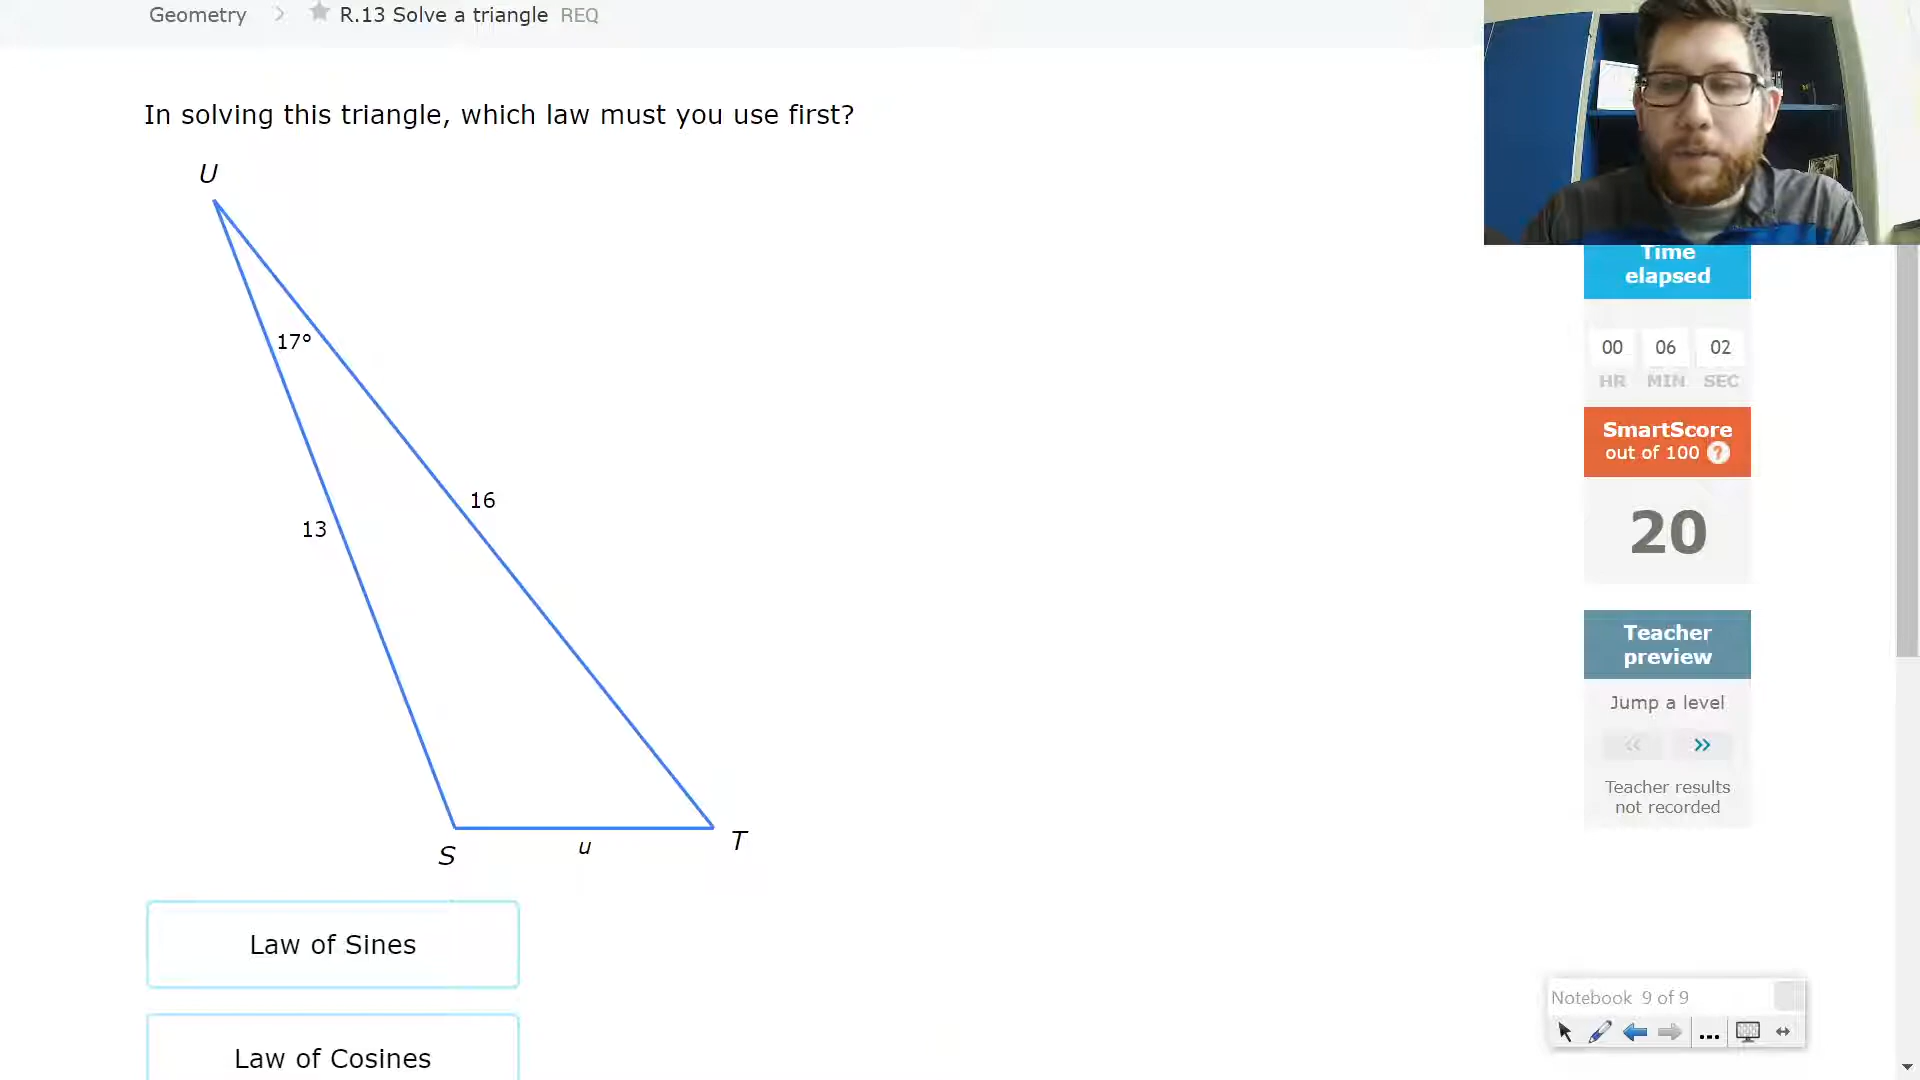 Geometry > R.13 Solve a triangle REQ
In solving this triangle, which law must you use first?
U
17°
16
13
S
u
T
Law of Sines
Law of Cosines
Time
elapsed
00 06 02
HR MIN SEC
SmartScore
out of 100 ?
20
Teacher
preview
Jump a level
<< >>
Teacher results
not recorded
Notebook 9 of 9
...